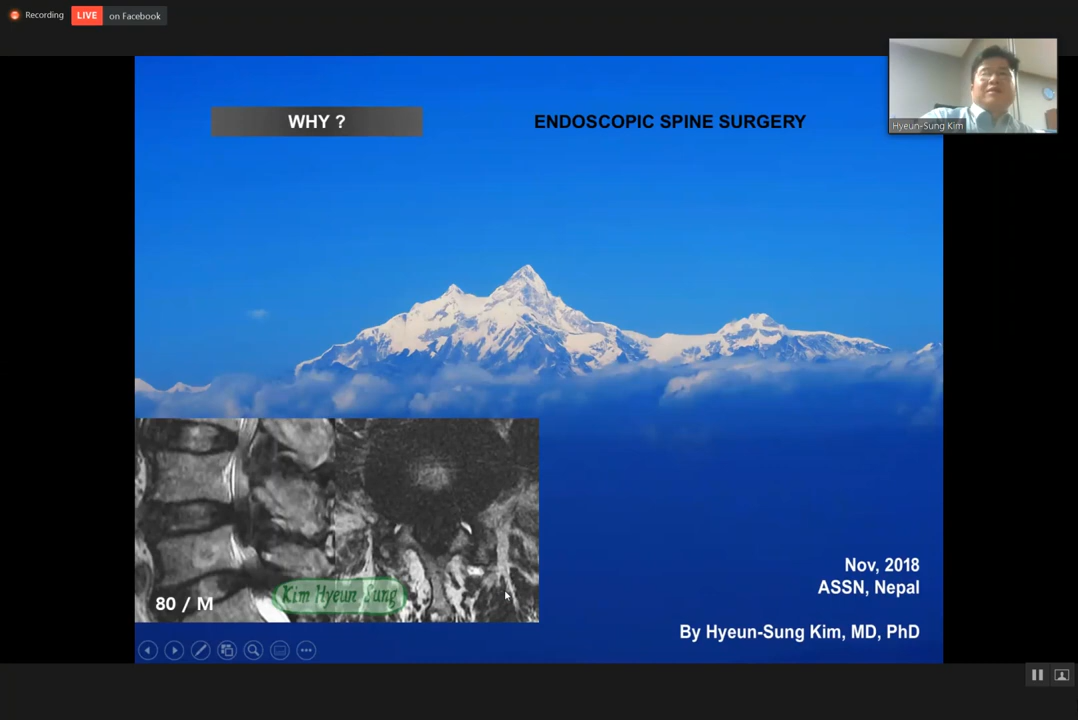 Recording
LIVE on Facebook
WHY ?
ENDOSCOPIC SPINE SURGERY
Hyeun-Sung Kim
Kim Hyeun Sung
80 / M
Nov, 2018
ASSN, Nepal
By Hyeun-Sung Kim, MD, PhD